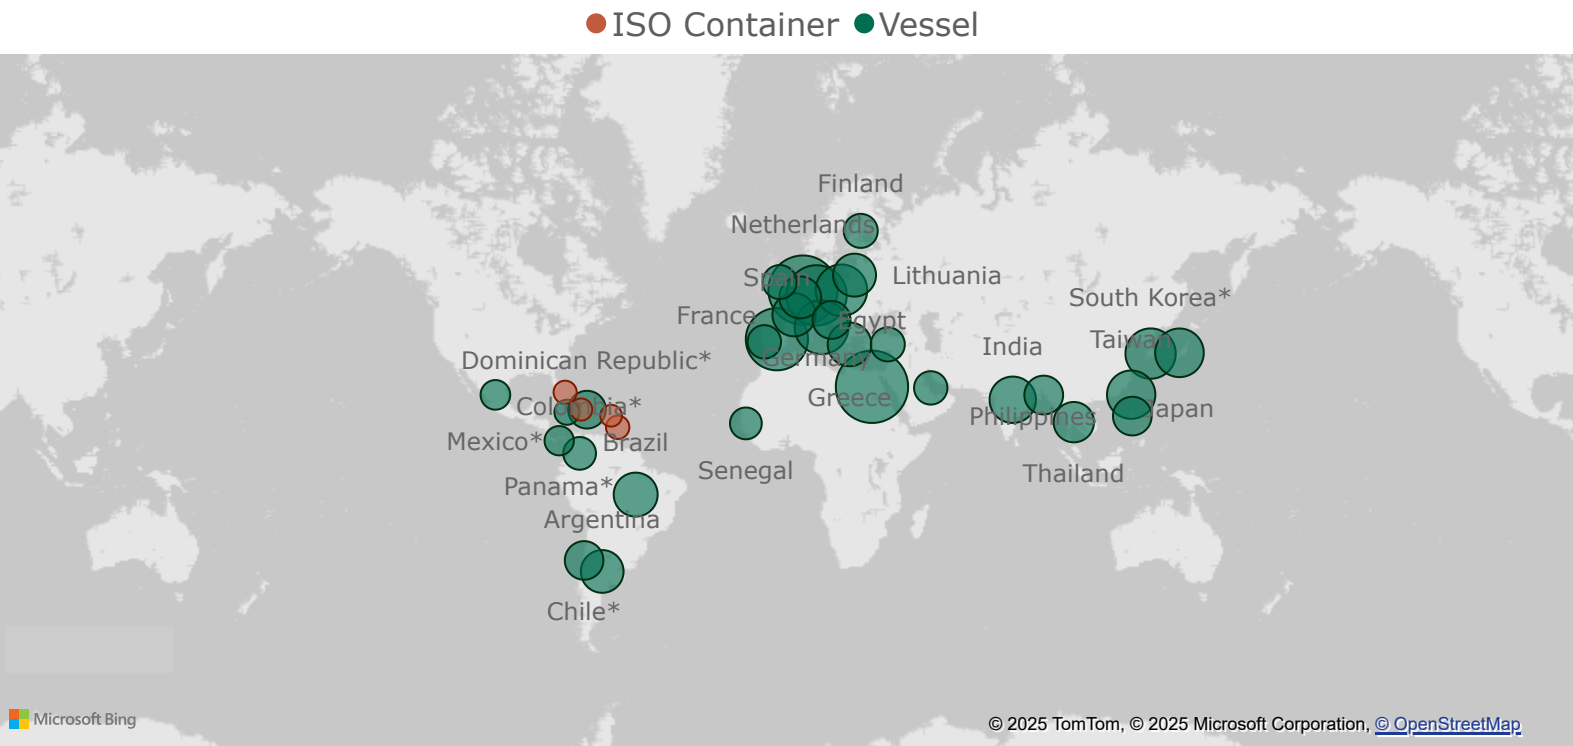 ISO Container Vessel
Finland
Netherlands
Spain
Lithuania
South Korea*
France
Egypt
Taiwan
India
Germany
Dominican Republic*
Greece
Colombia*
Philippines
Japan
Mexico*
Brazil
Senegal
Thailand
Panama*
Argentina
Chile*
Microsoft Bing
© 2025 TomTom, © 2025 Microsoft Corporation, © OpenStreetMap